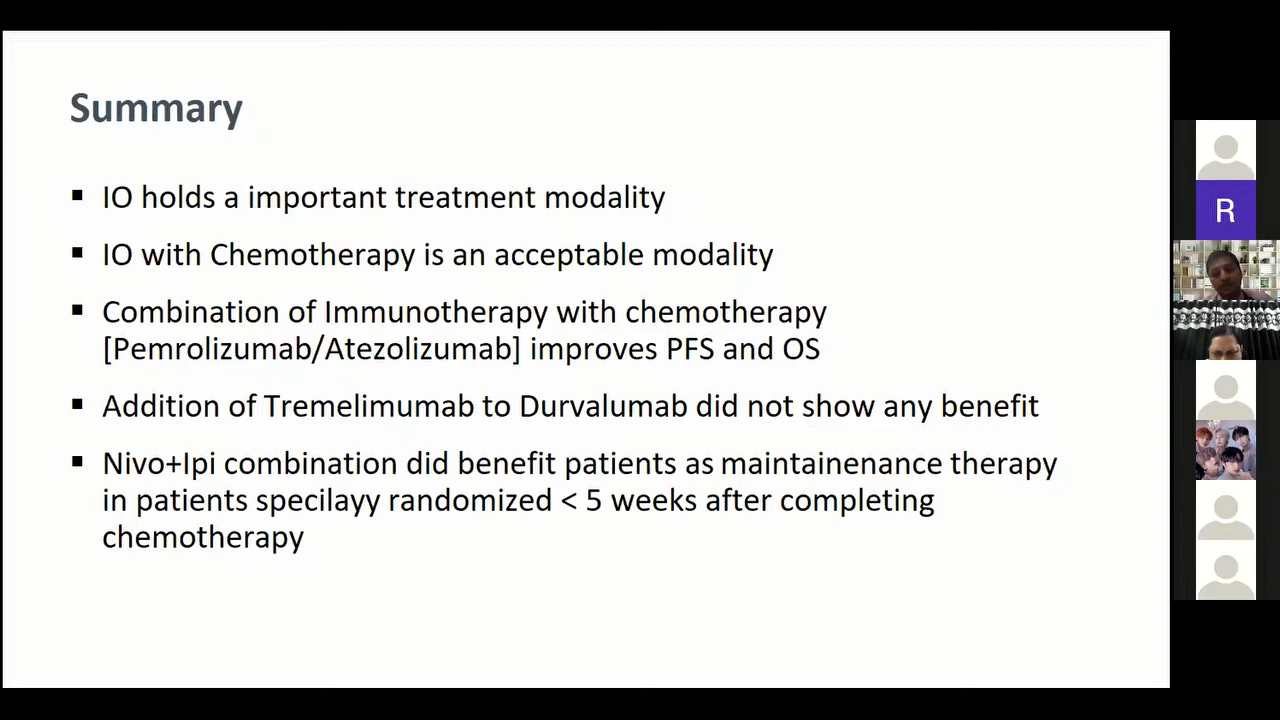 Summary
▪ IO holds a important treatment modality
▪ IO with Chemotherapy is an acceptable modality
▪ Combination of Immunotherapy with chemotherapy
[Pemrolizumab/Atezolizumab] improves PFS and OS
▪ Addition of Tremelimumab to Durvalumab did not show any benefit
▪ Nivo+Ipi combination did benefit patients as maintainenance therapy
in patients specilayy randomized < 5 weeks after completing
chemotherapy
R